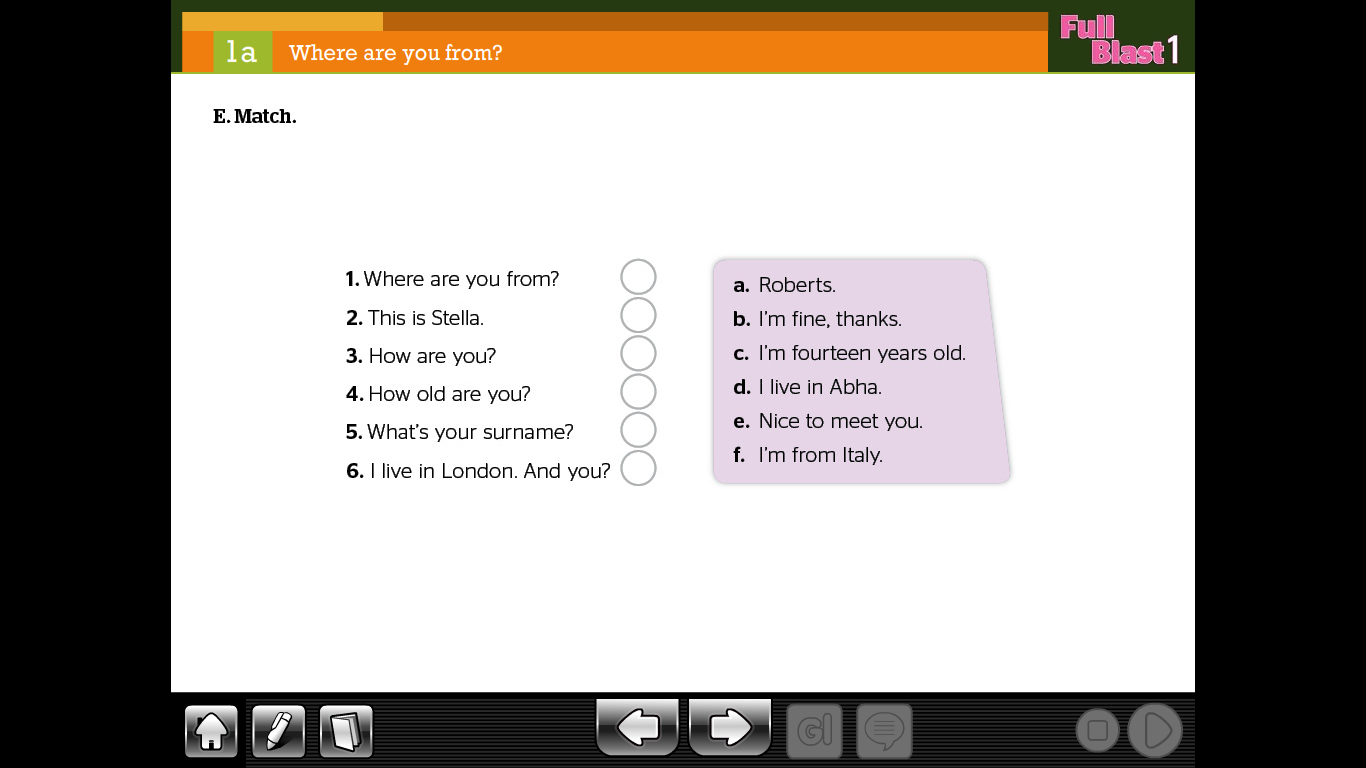 1a Where are you from?
Full
Blast 1
E. Match.
1. Where are you from?
2. This is Stella.
3. How are you?
4. How old are you?
5. What's your surname?
6. I live in London. And you?
a. Roberts.
b. I'm fine, thanks.
c. I'm fourteen years old.
d. I live in Abha.
e. Nice to meet you.
f. I'm from Italy.
GI